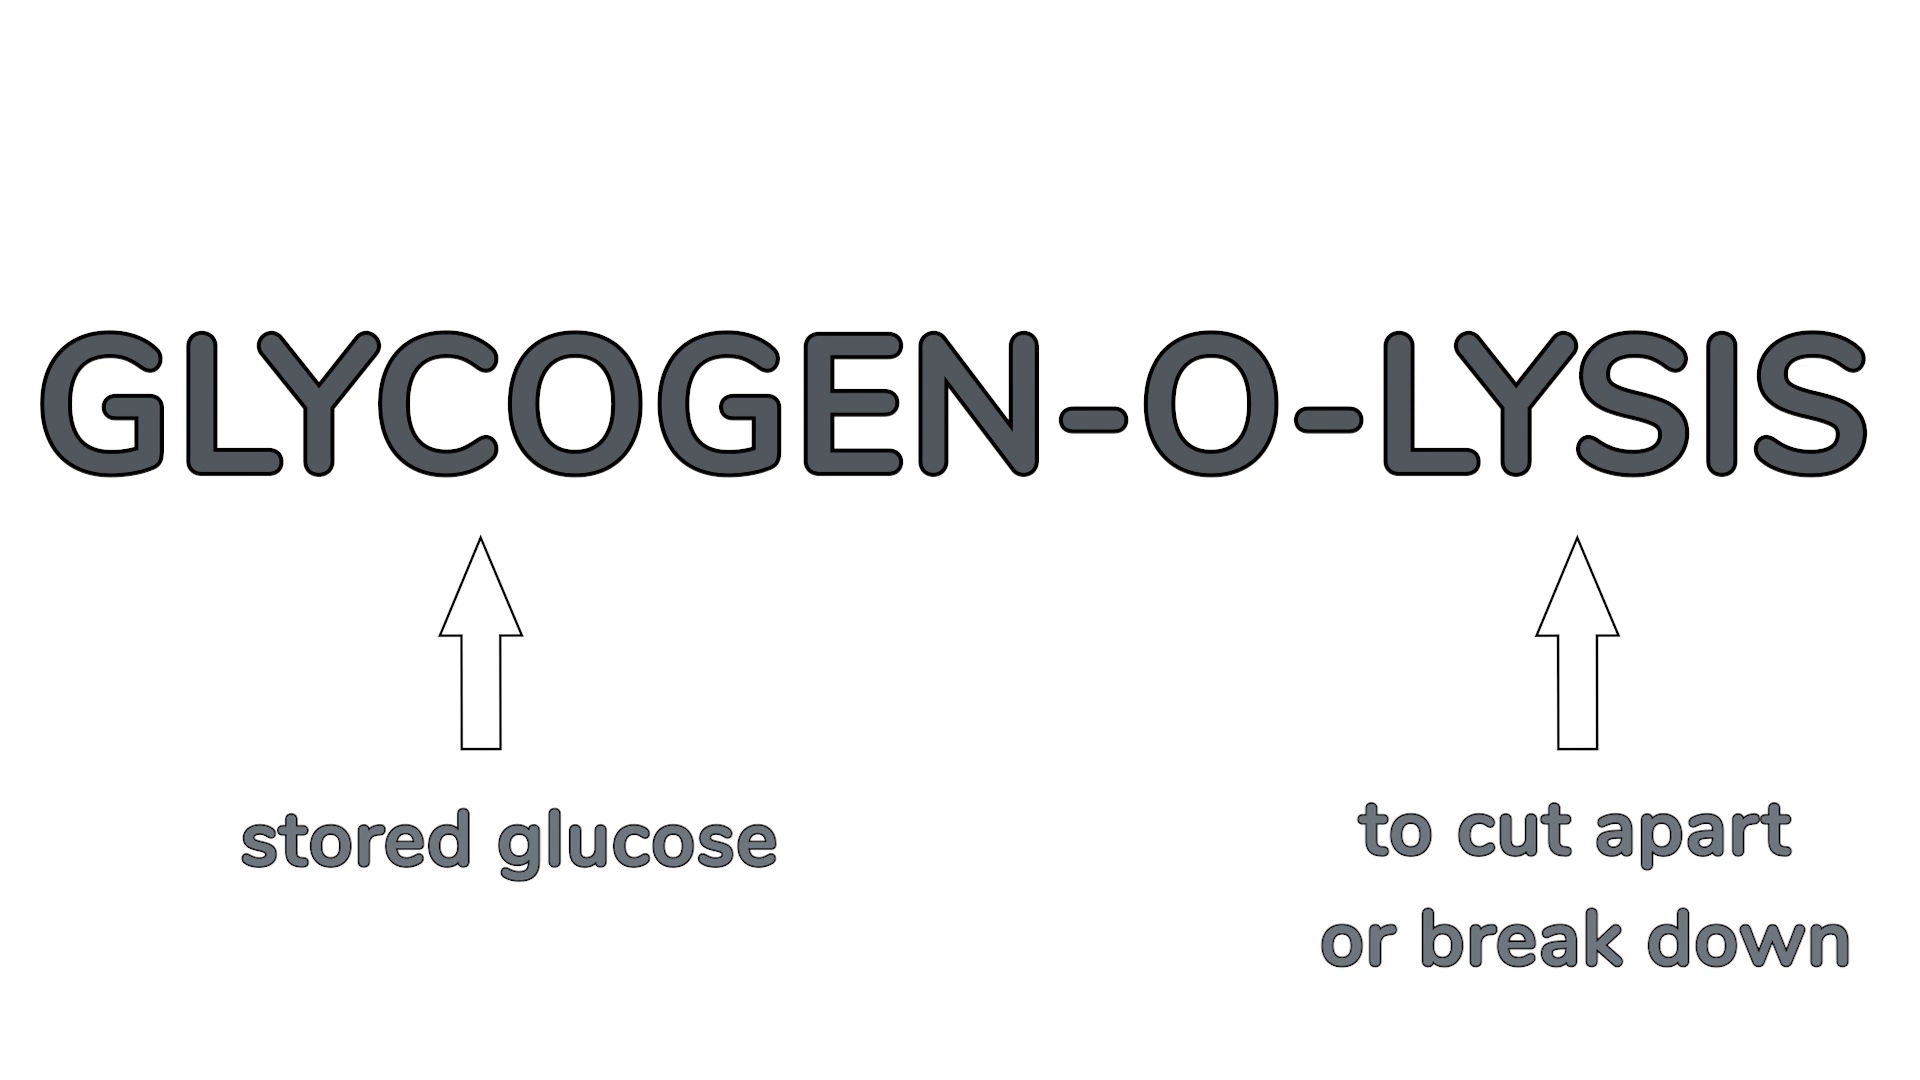 GLYCOGEN-O-LYSIS
stored glucose
to cut apart
or break down